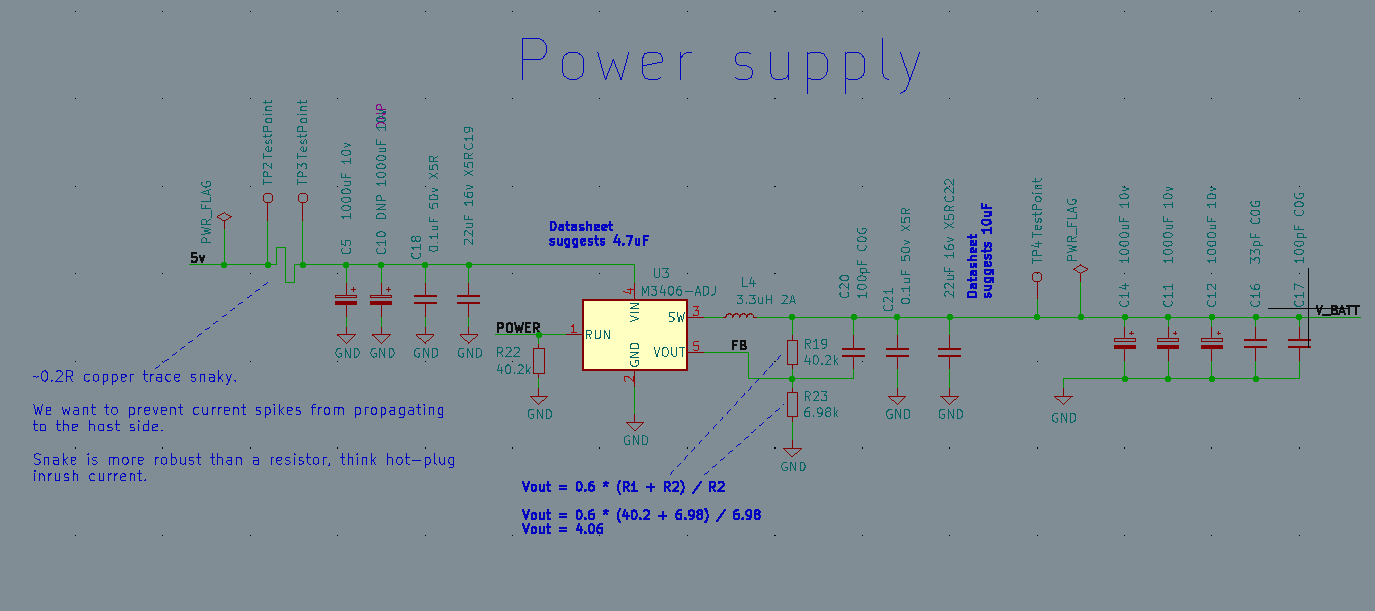 Power supply
PWR_FLAG
TP2 TestPoint
TP3 TestPoint
C5 1000uF 10v
C10 DNP 1000uF 10v
DNP
C18
0.1uF 50v X5R
22uF 16v X5R C19
5v
Datasheet
suggests 4.7uF
U3
M3406-ADJ
4
VIN
SW
3
L4
3.3uH 2A
POWER
1
RUN
VOUT
5
FB
GND
2
R22
40.2k
R19
40.2k
R23
6.98k
C20
100pF C0G
C21
0.1uF 50v X5R
22uF 16v X5R C22
Datasheet
suggests 10uF
TP4 TestPoint
PWR_FLAG
C14 1000uF 10v
C11 1000uF 10v
C12 1000uF 10v
C16 33pF C0G
C17 100pF C0G
V_BATT
GND
GND
GND
GND
GND
GND
GND
GND
GND
GND
~0.2R copper trace snaky.
We want to prevent current spikes from propagating
to the host side.
Snake is more robust than a resistor, think hot-plug
inrush current.
Vout = 0.6 * (R1 + R2) / R2
Vout = 0.6 * (40.2 + 6.98) / 6.98
Vout = 4.06